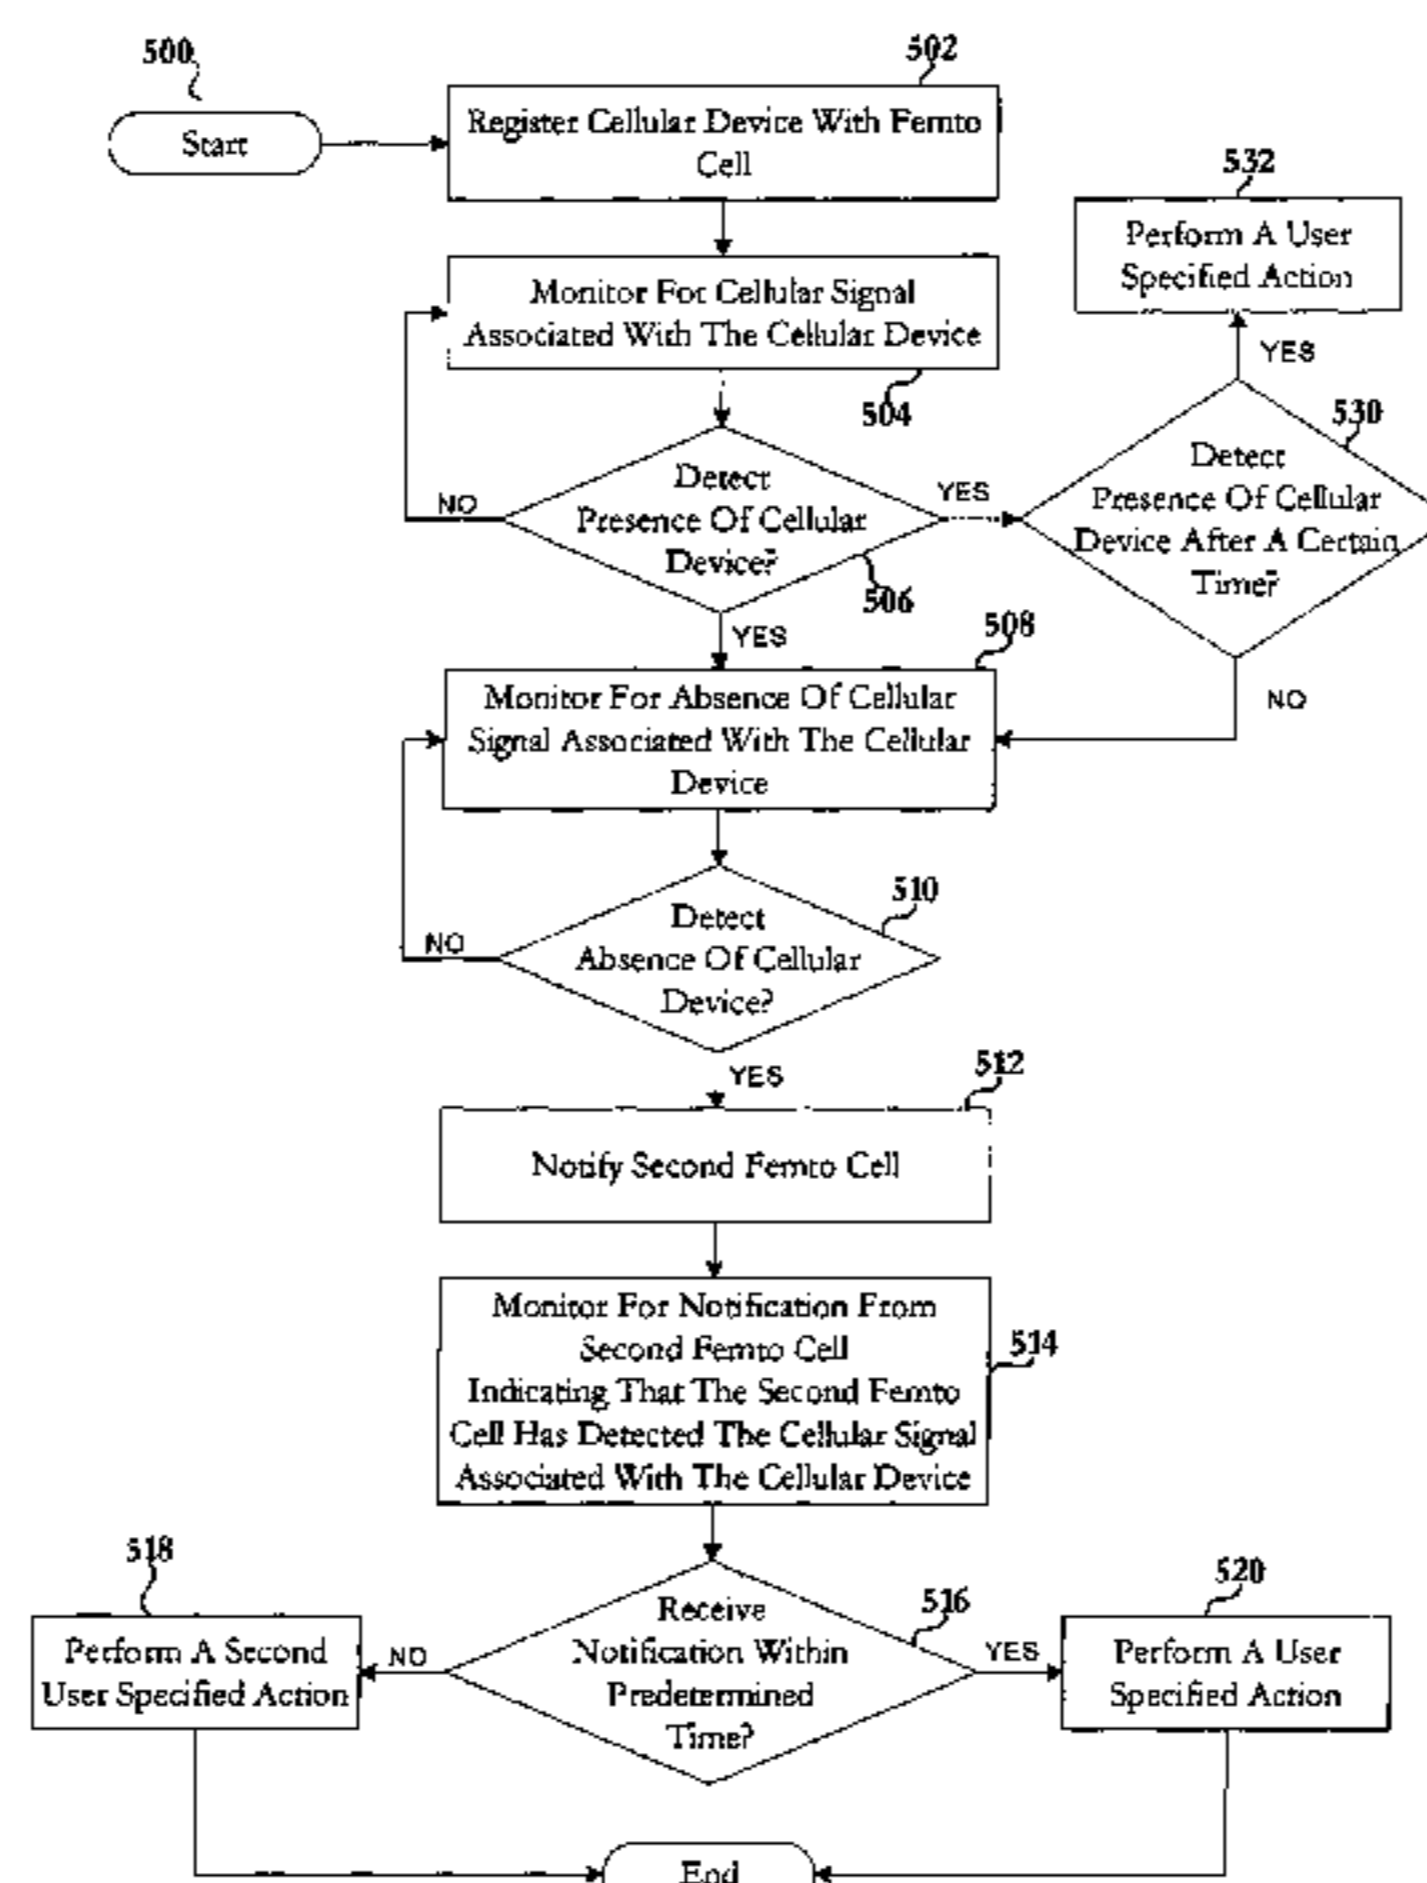 500
Start
502
Register Cellular Device With Femto
Cell
532
Perform A User
Specified Action
YES
Monitor For Cellular Signal
Associated With The Cellular Device
504
530
Detect
Presence Of Cellular
Device After A Certain
Time?
NO
Detect
Presence Of Cellular
Device?
YES
NO
506
YES
508
Monitor For Absence Of Cellular
Signal Associated With The Cellular
Device
510
Detect
Absence Of Cellular
Device?
NO
YES
512
Notify Second Femto Cell
Monitor For Notification From
Second Femto Cell
Indicating That The Second Femto
Cell Has Detected The Cellular Signal
Associated With The Cellular Device
514
516
Receive
Notification Within
Predetermined
Time?
NO
YES
518
Perform A Second
User Specified Action
520
Perform A User
Specified Action
End